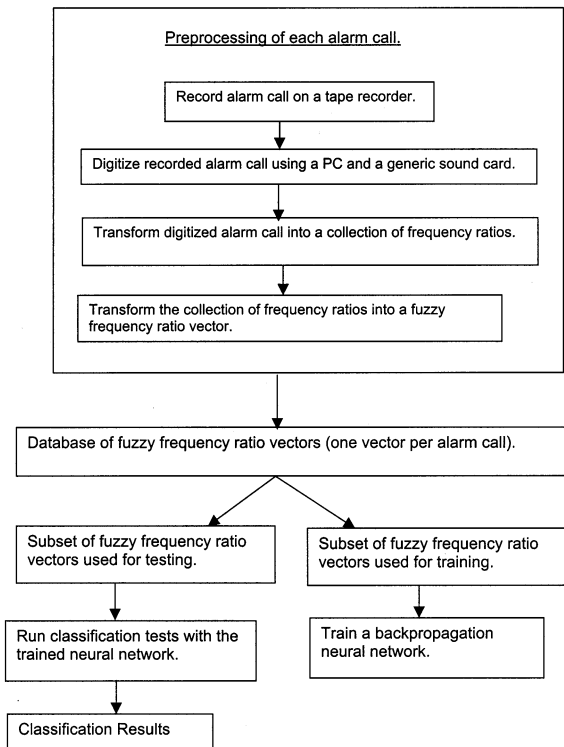 Preprocessing of each alarm call.
Record alarm call on a tape recorder.
Digitize recorded alarm call using a PC and a generic sound card.
Transform digitized alarm call into a collection of frequency ratios.
Transform the collection of frequency ratios into a fuzzy
frequency ratio vector.
Database of fuzzy frequency ratio vectors (one vector per alarm call).
Subset of fuzzy frequency ratio
vectors used for testing.
Subset of fuzzy frequency ratio
vectors used for training.
Run classification tests with the
trained neural network.
Train a backpropagation
neural network.
Classification Results